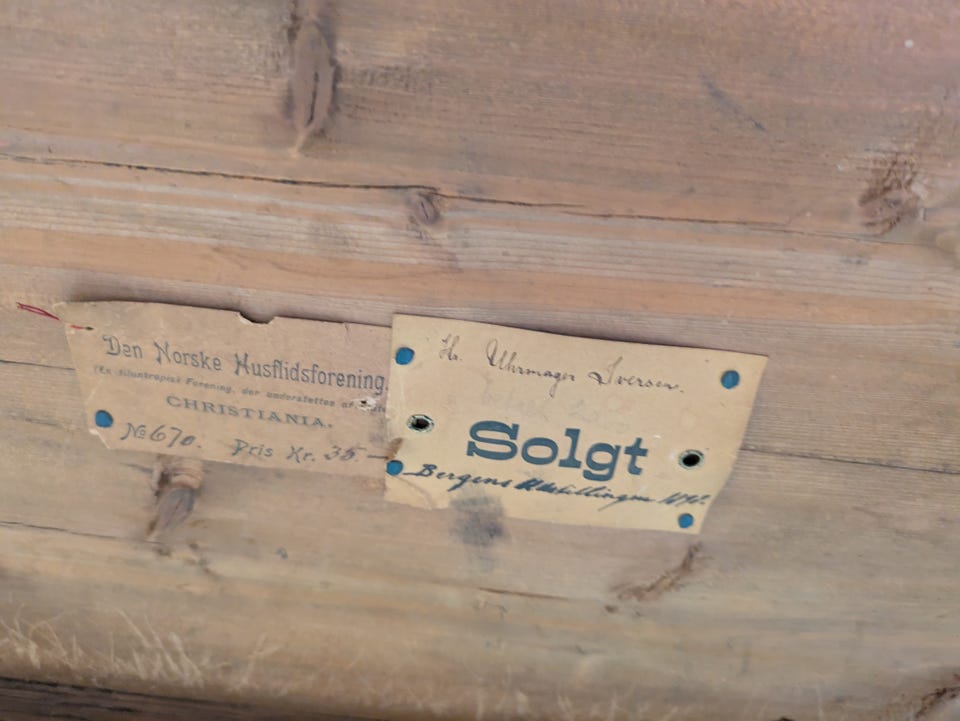 Den Norske Husflidsforening.
(En filantropisk Forening, der understøttes af
CHRISTIANIA.
№ 670. Pris Kr. 35.—
Hr. Uhrmager Iversen.
Solgt
Bergens Udstillingen